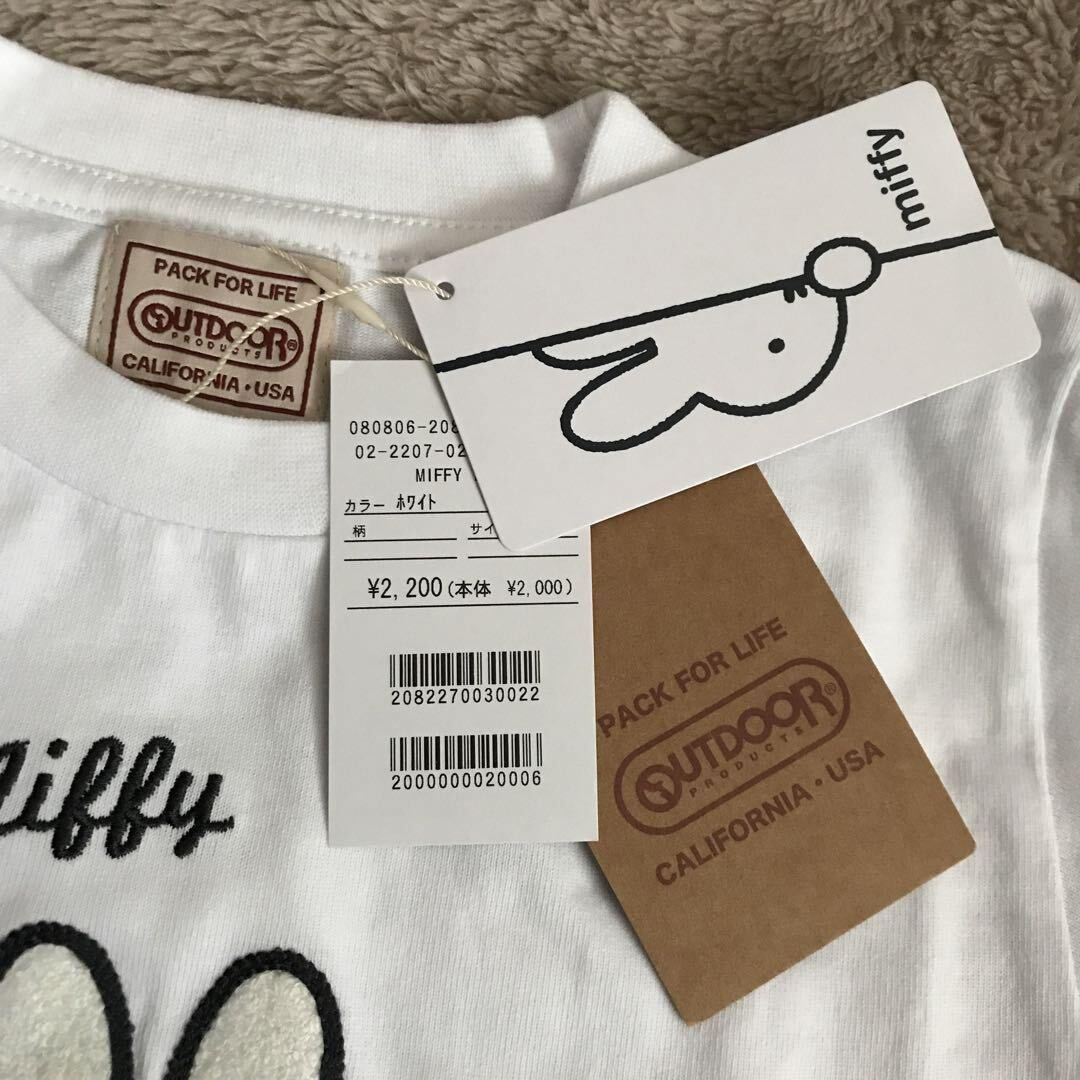 PACK FOR LIFE
OUTDOOR®
PRODUCTS
CALIFORNIA・USA
miffy
080806-208
02-2207-02
MIFFY
カラー ﾎﾜｲﾄ
柄
サイ
¥2,200(本体 ¥2,000)
2082270030022
2000000020006
PACK FOR LIFE
OUTDOOR®
PRODUCTS
CALIFORNIA・USA
iffy